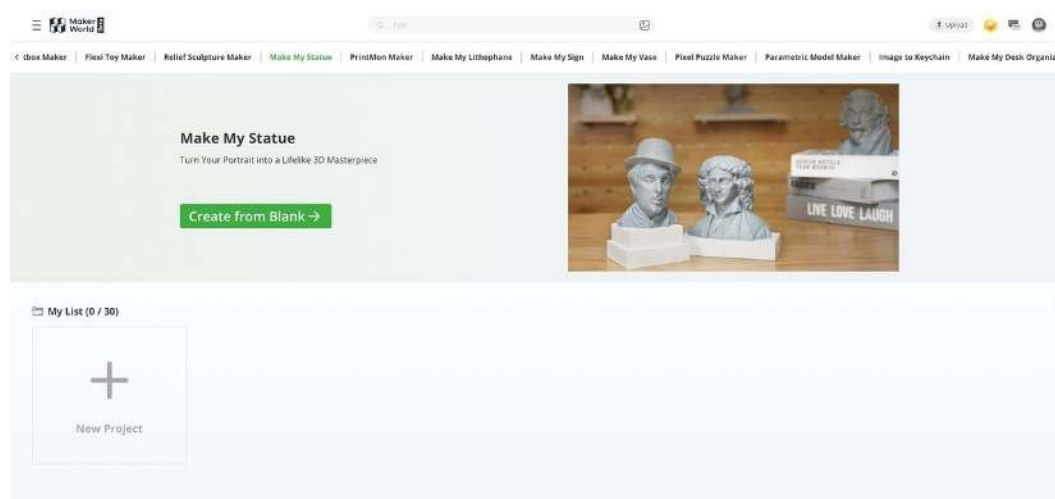 Maker
World
Upload
tbox Maker
Flexi Toy Maker
Relief Sculpture Maker
Make My Statue
PrintMon Maker
Make My Lithophane
Make My Sign
Make My Vase
Pixel Puzzle Maker
Parametric Model Maker
Image to Keychain
Make My Desk Organiz
Make My Statue
Turn Your Portrait into a Lifelike 3D Masterpiece
Create from Blank →
LIVE LOVE LAUGH
My List (0 / 30)
New Project